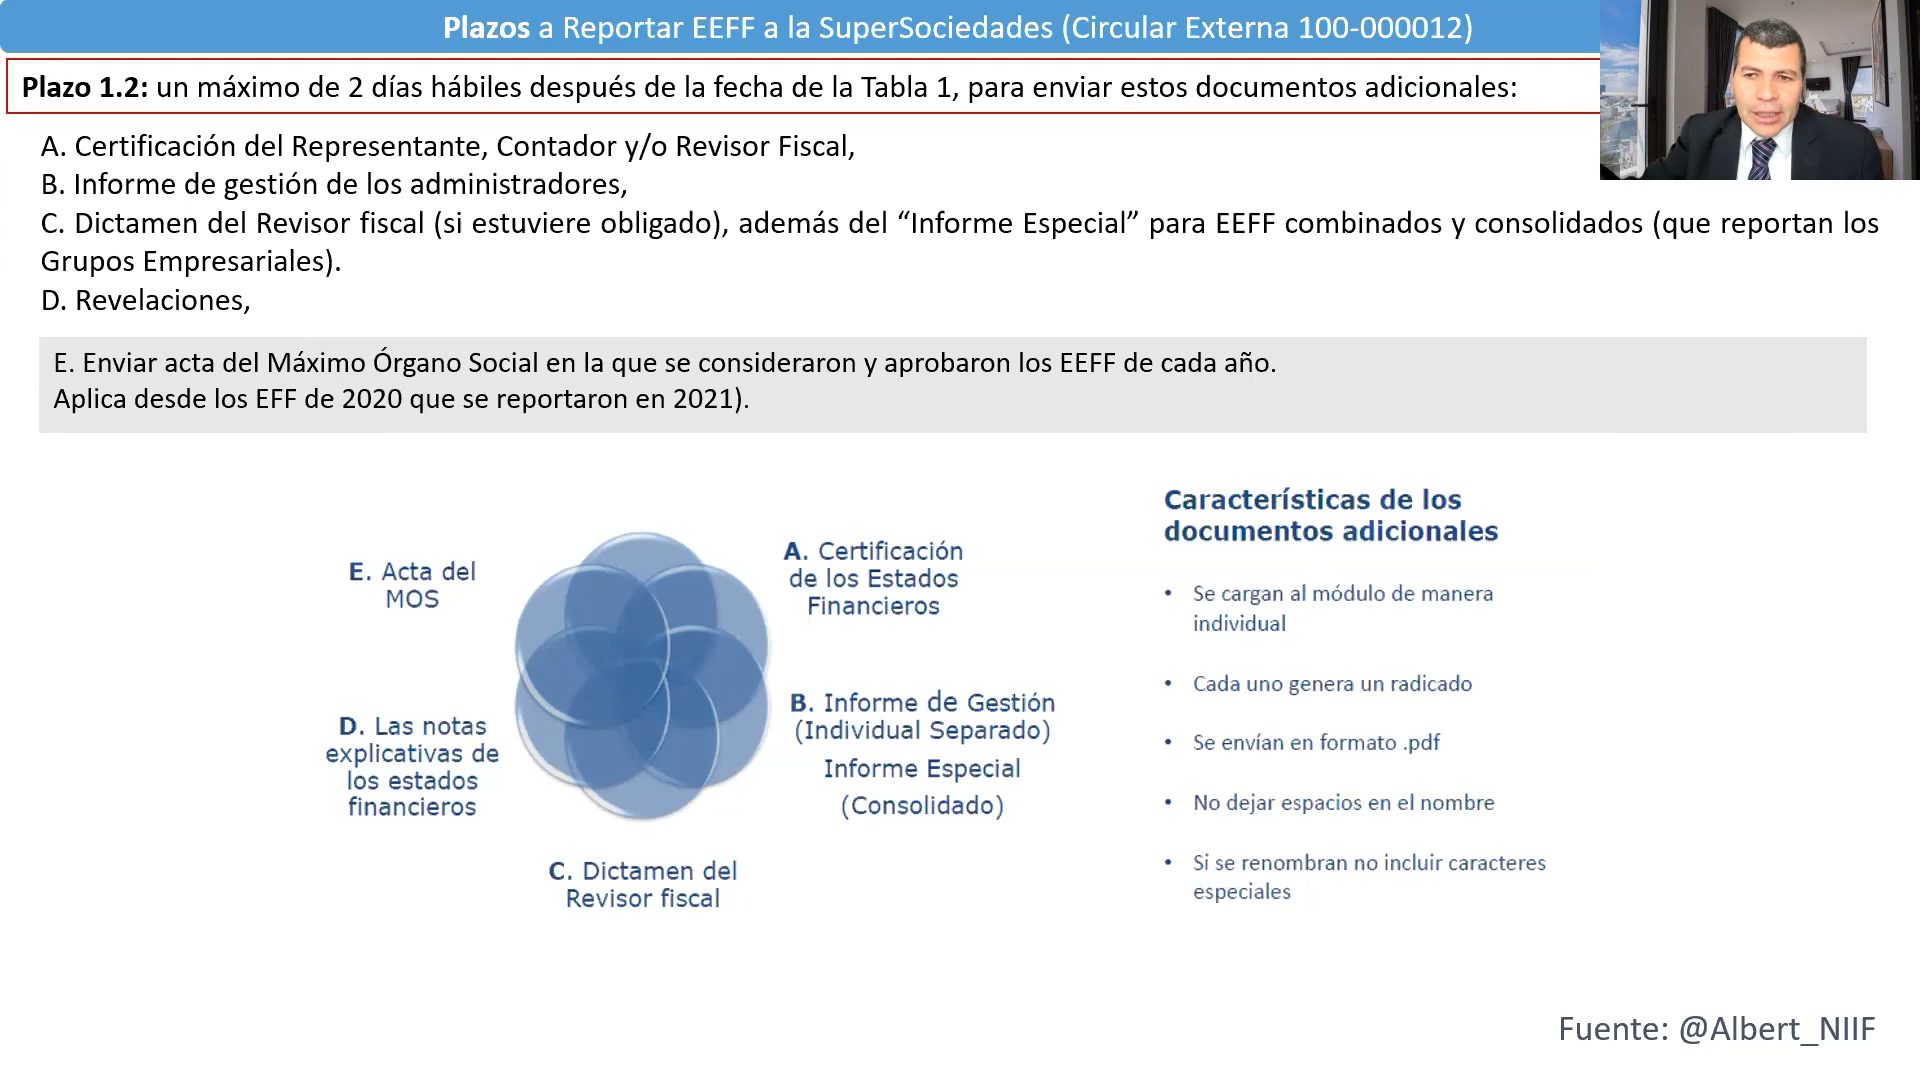 Plazos a Reportar EEFF a la SuperSociedades (Circular Externa 100-000012)
Plazo 1.2: un máximo de 2 días hábiles después de la fecha de la Tabla 1, para enviar estos documentos adicionales:
A. Certificación del Representante, Contador y/o Revisor Fiscal,
B. Informe de gestión de los administradores,
C. Dictamen del Revisor fiscal (si estuviere obligado), además del “Informe Especial” para EEFF combinados y consolidados (que reportan los
Grupos Empresariales).
D. Revelaciones,
E. Enviar acta del Máximo Órgano Social en la que se consideraron y aprobaron los EEFF de cada año.
Aplica desde los EFF de 2020 que se reportaron en 2021).
E. Acta del
MOS
A. Certificación
de los Estados
Financieros
D. Las notas
explicativas de
los estados
financieros
B. Informe de Gestión
(Individual Separado)
Informe Especial
(Consolidado)
C. Dictamen del
Revisor fiscal
Características de los
documentos adicionales
• Se cargan al módulo de manera
individual
• Cada uno genera un radicado
• Se envían en formato .pdf
• No dejar espacios en el nombre
• Si se renombran no incluir caracteres
especiales
Fuente: @Albert_NIIF